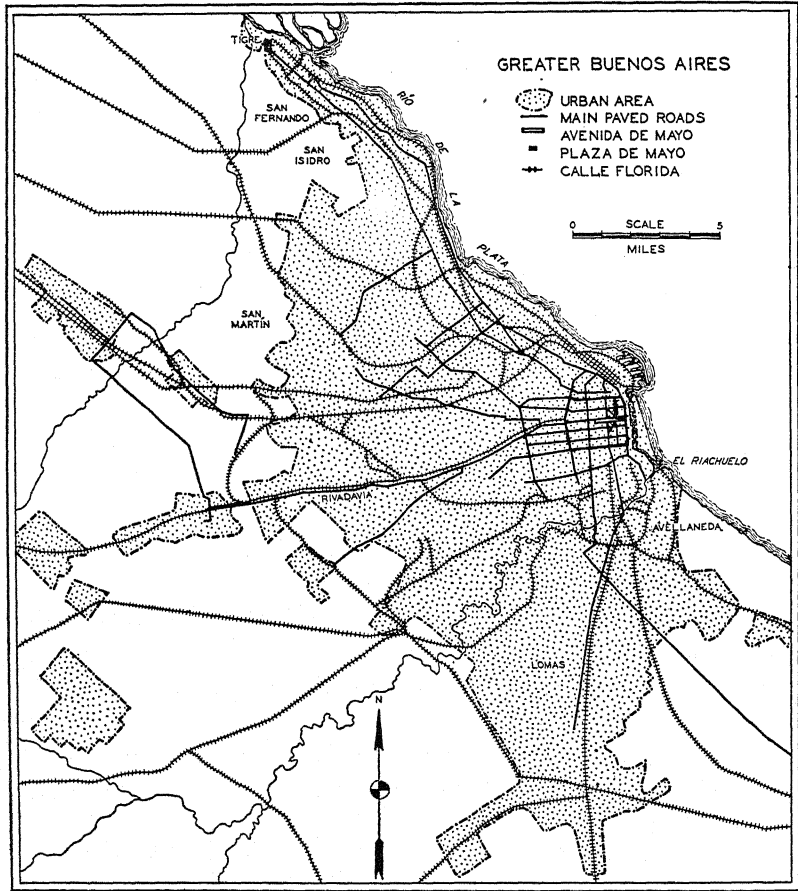 GREATER BUENOS AIRES
URBAN AREA
MAIN PAVED ROADS
AVENIDA DE MAYO
PLAZA DE MAYO
CALLE FLORIDA
0 SCALE 5
MILES
TIGRE
SAN
FERNANDO
SAN
ISIDRO
RÍO
DE
LA
PLATA
SAN
MARTÍN
EL RIACHUELO
RIVADAVIA
AVELLANEDA
LOMAS
N